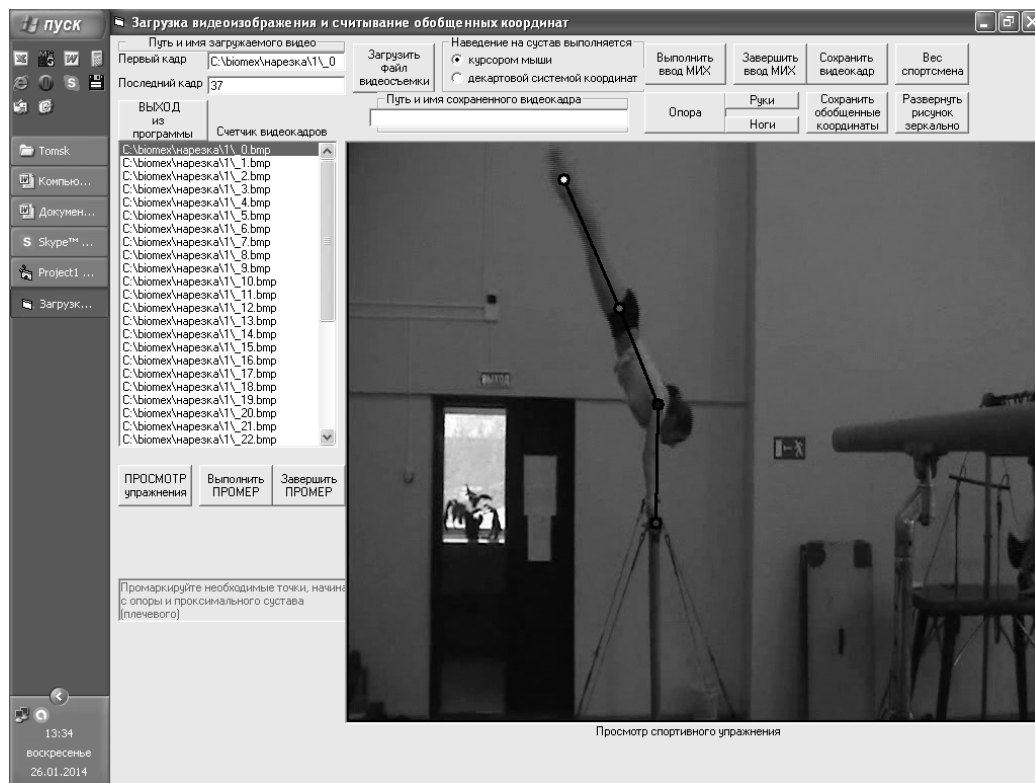 пуск
Загрузка видеоизображения и считывание обобщенных координат
Путь и имя загружаемого видео
Первый кадр
C:\biomex\нарезка\1\_0
Последний кадр
37
ВЫХОД
из
программы
Счетчик видеокадров
Загрузить
файл
видеосъемки
Наведение на сустав выполняется
курсором мыши
декартовой системой координат
Путь и имя сохраненного видеокадра
Выполнить
ввод МИХ
Завершить
ввод МИХ
Сохранить
видеокадр
Вес
спортсмена
Опора
Руки
Ноги
Сохранить
обобщенные
координаты
Развернуть
рисунок
зеркально
Tomsk
Компью...
Докумен...
Skype™ ...
Project1 ...
Загрузк...
C:\biomex\нарезка\1\_0.bmp
C:\biomex\нарезка\1\_1.bmp
C:\biomex\нарезка\1\_2.bmp
C:\biomex\нарезка\1\_3.bmp
C:\biomex\нарезка\1\_4.bmp
C:\biomex\нарезка\1\_5.bmp
C:\biomex\нарезка\1\_6.bmp
C:\biomex\нарезка\1\_7.bmp
C:\biomex\нарезка\1\_8.bmp
C:\biomex\нарезка\1\_9.bmp
C:\biomex\нарезка\1\_10.bmp
C:\biomex\нарезка\1\_11.bmp
C:\biomex\нарезка\1\_12.bmp
C:\biomex\нарезка\1\_13.bmp
C:\biomex\нарезка\1\_14.bmp
C:\biomex\нарезка\1\_15.bmp
C:\biomex\нарезка\1\_16.bmp
C:\biomex\нарезка\1\_17.bmp
C:\biomex\нарезка\1\_18.bmp
C:\biomex\нарезка\1\_19.bmp
C:\biomex\нарезка\1\_20.bmp
C:\biomex\нарезка\1\_21.bmp
C:\biomex\нарезка\1\_22.bmp
ПРОСМОТР
упражнения
Выполнить
ПРОМЕР
Завершить
ПРОМЕР
Промаркируйте необходимые точки, начина
с опоры и проксимального сустава
(плечевого)
ВЫХОД
Просмотр спортивного упражнения
13:34
воскресенье
26.01.2014